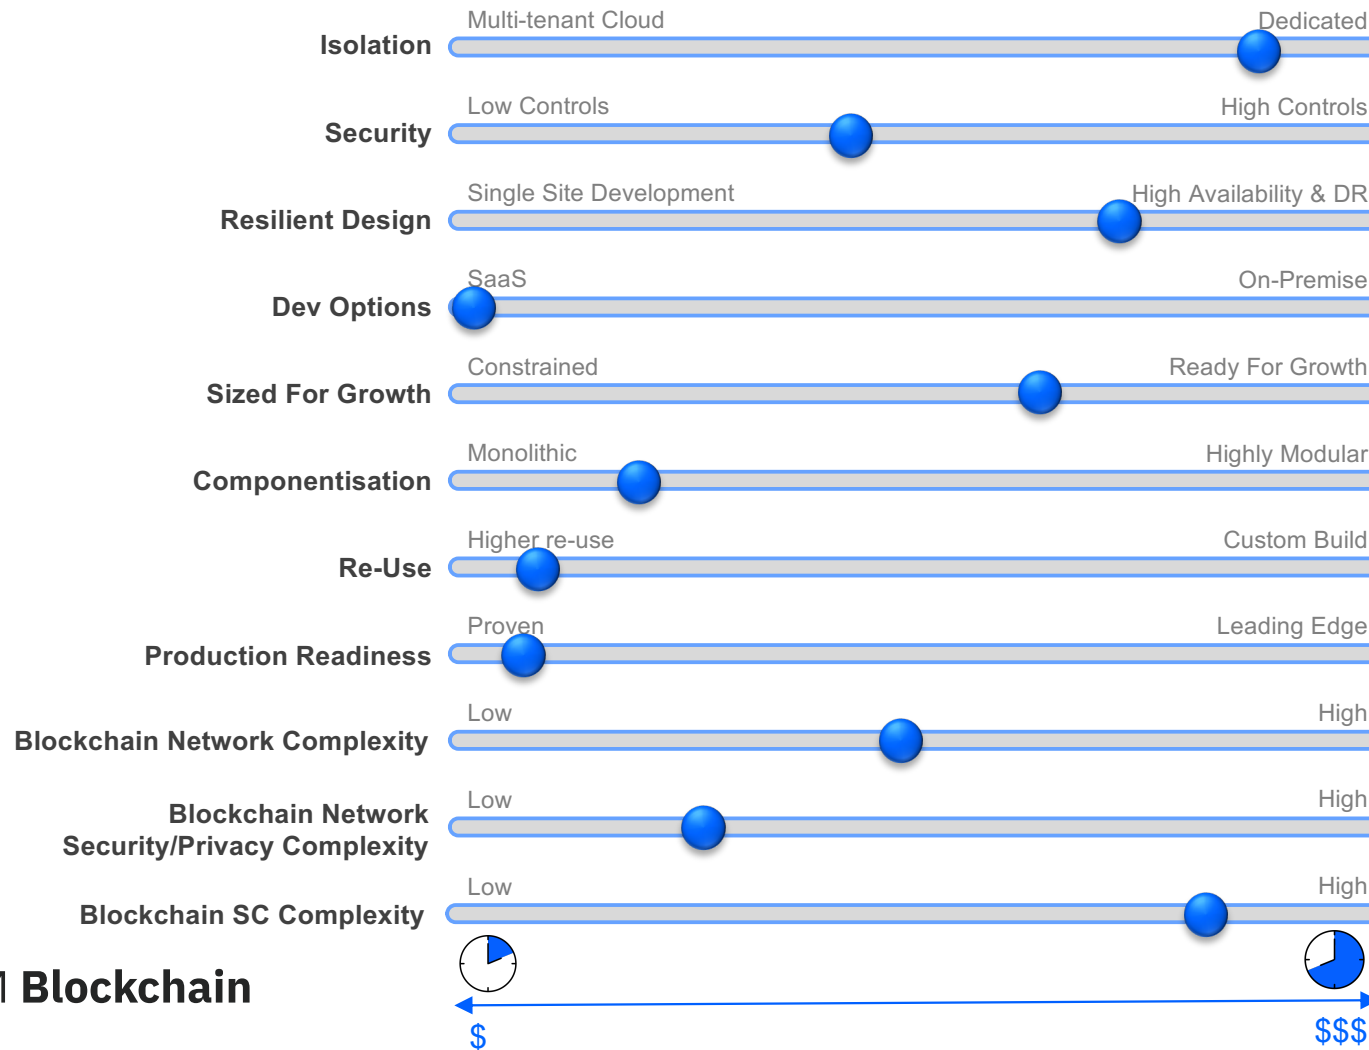 Multi-tenant Cloud Dedicated
Isolation
Low Controls High Controls
Security
Single Site Development High Availability & DR
Resilient Design
SaaS On-Premise
Dev Options
Constrained Ready For Growth
Sized For Growth
Monolithic Highly Modular
Componentisation
Higher re-use Custom Build
Re-Use
Proven Leading Edge
Production Readiness
Low High
Blockchain Network Complexity
Low High
Blockchain Network
Security/Privacy Complexity
Low High
Blockchain SC Complexity
Blockchain
$ $$$